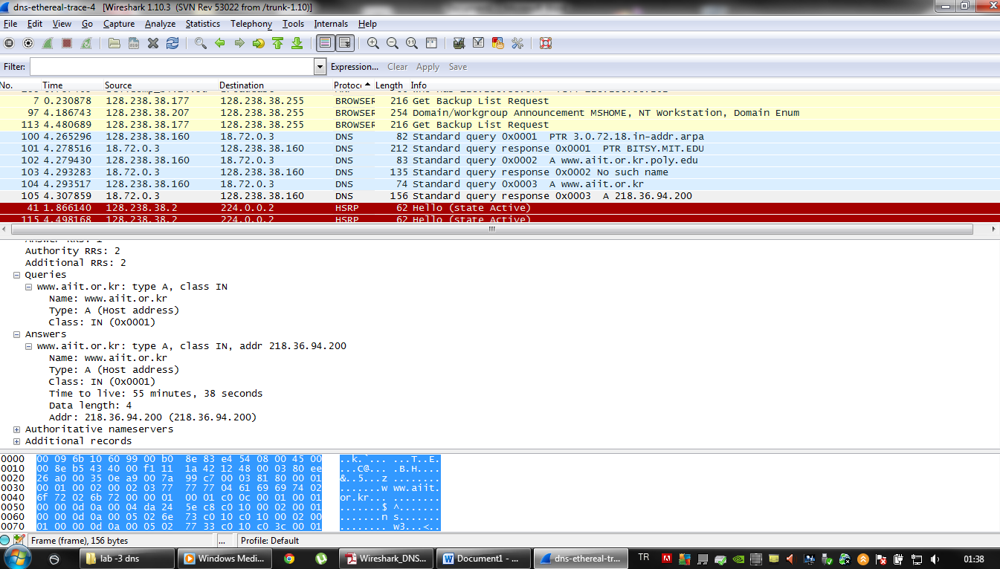 dns-ethereal-trace-4 [Wireshark 1.10.3 (SVN Rev 53022 from /trunk-1.10)]
File Edit View Go Capture Analyze Statistics Telephony Tools Internals Help
Filter: Expression... Clear Apply Save
No. Time Source Destination Protoc Length Info
7 0.230878 128.238.38.177 128.238.38.255 BROWSER 216 Get Backup List Request
97 4.186743 128.238.38.207 128.238.38.255 BROWSER 254 Domain/Workgroup Announcement MSHOME, NT Workstation, Domain Enum
113 4.480689 128.238.38.177 128.238.38.255 BROWSER 216 Get Backup List Request
100 4.265296 128.238.38.160 18.72.0.3 DNS 82 Standard query 0x0001 PTR 3.0.72.18.in-addr.arpa
101 4.278516 18.72.0.3 128.238.38.160 DNS 212 Standard query response 0x0001 PTR BITSY.MIT.EDU
102 4.279430 128.238.38.160 18.72.0.3 DNS 83 Standard query 0x0002 A www.aiit.or.kr.poly.edu
103 4.293283 18.72.0.3 128.238.38.160 DNS 135 Standard query response 0x0002 No such name
104 4.293517 128.238.38.160 18.72.0.3 DNS 74 Standard query 0x0003 A www.aiit.or.kr
105 4.307859 18.72.0.3 128.238.38.160 DNS 156 Standard query response 0x0003 A 218.36.94.200
41 1.866140 128.238.38.2 224.0.0.2 HSRP 62 Hello (state Active)
115 4.498168 128.238.38.2 224.0.0.2 HSRP 62 Hello (state Active)
Answer RRs: 1
Authority RRs: 2
Additional RRs: 2
Queries
www.aiit.or.kr: type A, class IN
Name: www.aiit.or.kr
Type: A (Host address)
Class: IN (0x0001)
Answers
www.aiit.or.kr: type A, class IN, addr 218.36.94.200
Name: www.aiit.or.kr
Type: A (Host address)
Class: IN (0x0001)
Time to live: 55 minutes, 38 seconds
Data length: 4
Addr: 218.36.94.200 (218.36.94.200)
Authoritative nameservers
Additional records
0000 00 09 6b 10 60 99 00 b0 8e 83 e4 54 08 00 45 00 ..k.`... ...T..E.
0010 00 8e b5 43 40 00 f1 11 1a 42 12 48 00 03 80 ee ...C@... .B.H....
0020 26 a0 00 35 0e a9 00 7a 99 c7 00 03 81 80 00 01 &..5...z ........
0030 00 01 00 02 00 02 03 77 77 77 04 61 69 69 74 02 .......w ww.aiit.
0040 6f 72 02 6b 72 00 00 01 00 01 c0 0c 00 01 00 01 or.kr... ........
0050 00 00 0d 0a 00 04 da 24 5e c8 c0 10 00 02 00 01 .......$ ^.......
0060 00 00 0d 0a 00 05 02 6e 73 c0 10 c0 10 00 02 00 .......n s.......
0070 01 00 00 0d 0a 00 05 02 77 33 c0 10 c0 3c 00 01 ........ w3...<..
Frame (frame), 156 bytes ... Profile: Default
lab -3 dns Windows Medi... Wireshark_DNS... Document1 - ... dns-ethereal-tra... TR 01:38